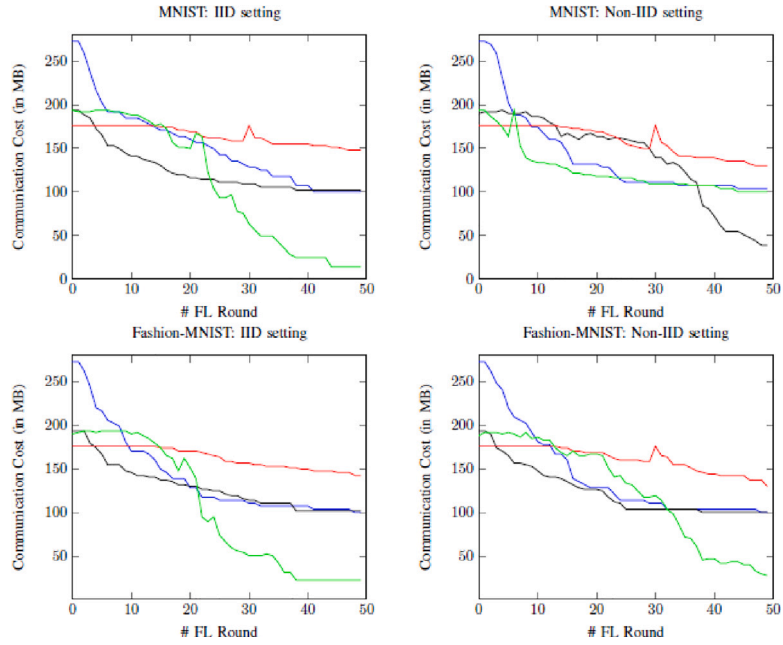 MNIST: IID setting
Communication Cost (in MB)
250
200
150
100
50
0
0 10 20 30 40 50
# FL Round
MNIST: Non-IID setting
Communication Cost (in MB)
250
200
150
100
50
0
0 10 20 30 40 50
# FL Round
Fashion-MNIST: IID setting
Communication Cost (in MB)
250
200
150
100
50
0 10 20 30 40 50
# FL Round
Fashion-MNIST: Non-IID setting
Communication Cost (in MB)
250
200
150
100
50
0 10 20 30 40 50
# FL Round